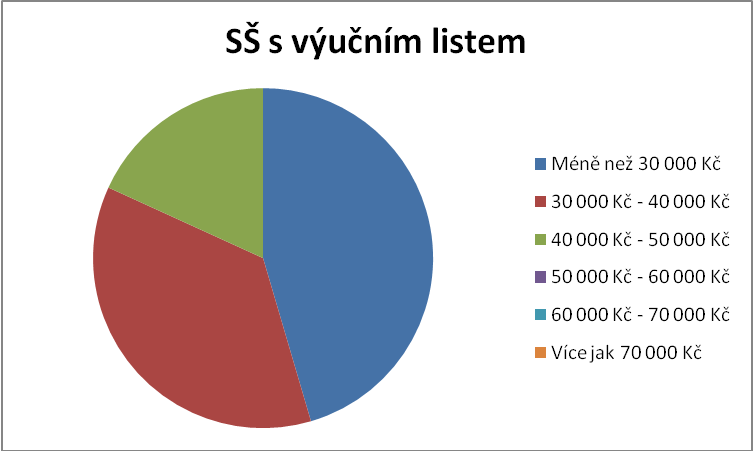 SŠ s výučním listem
Méně než 30 000 Kč
30 000 Kč - 40 000 Kč
40 000 Kč - 50 000 Kč
50 000 Kč - 60 000 Kč
60 000 Kč - 70 000 Kč
Více jak 70 000 Kč